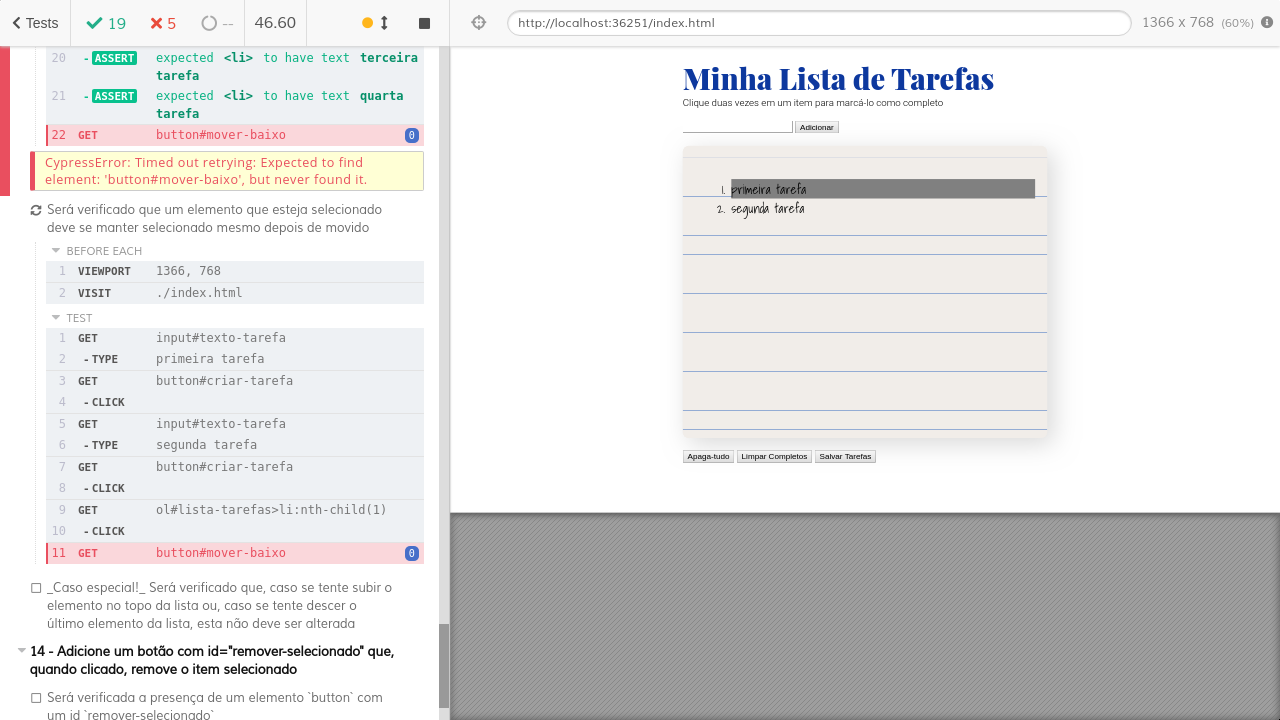 Tests
19
5
--
46.60
http://localhost:36251/index.html
1366 x 768 (60%)
20 - ASSERT expected <li> to have text terceira
tarefa
21 - ASSERT expected <li> to have text quarta
tarefa
22 GET button#mover-baixo 0
CypressError: Timed out retrying: Expected to find
element: 'button#mover-baixo', but never found it.
Será verificado que um elemento que esteja selecionado
deve se manter selecionado mesmo depois de movido
BEFORE EACH
1 VIEWPORT 1366, 768
2 VISIT ./index.html
TEST
1 GET input#texto-tarefa
2 - TYPE primeira tarefa
3 GET button#criar-tarefa
4 - CLICK
5 GET input#texto-tarefa
6 - TYPE segunda tarefa
7 GET button#criar-tarefa
8 - CLICK
9 GET ol#lista-tarefas>li:nth-child(1)
10 - CLICK
11 GET button#mover-baixo 0
_Caso especial!_ Será verificado que, caso se tente subir o
elemento no topo da lista ou, caso se tente descer o
último elemento da lista, esta não deve ser alterada
14 - Adicione um botão com id="remover-selecionado" que,
quando clicado, remove o item selecionado
Será verificada a presença de um elemento `button` com
um id `remover-selecionado`
Minha Lista de Tarefas
Clique duas vezes em um item para marcá-lo como completo
Adicionar
1. primeira tarefa
2. segunda tarefa
Apaga-tudo Limpar Completos Salvar Tarefas